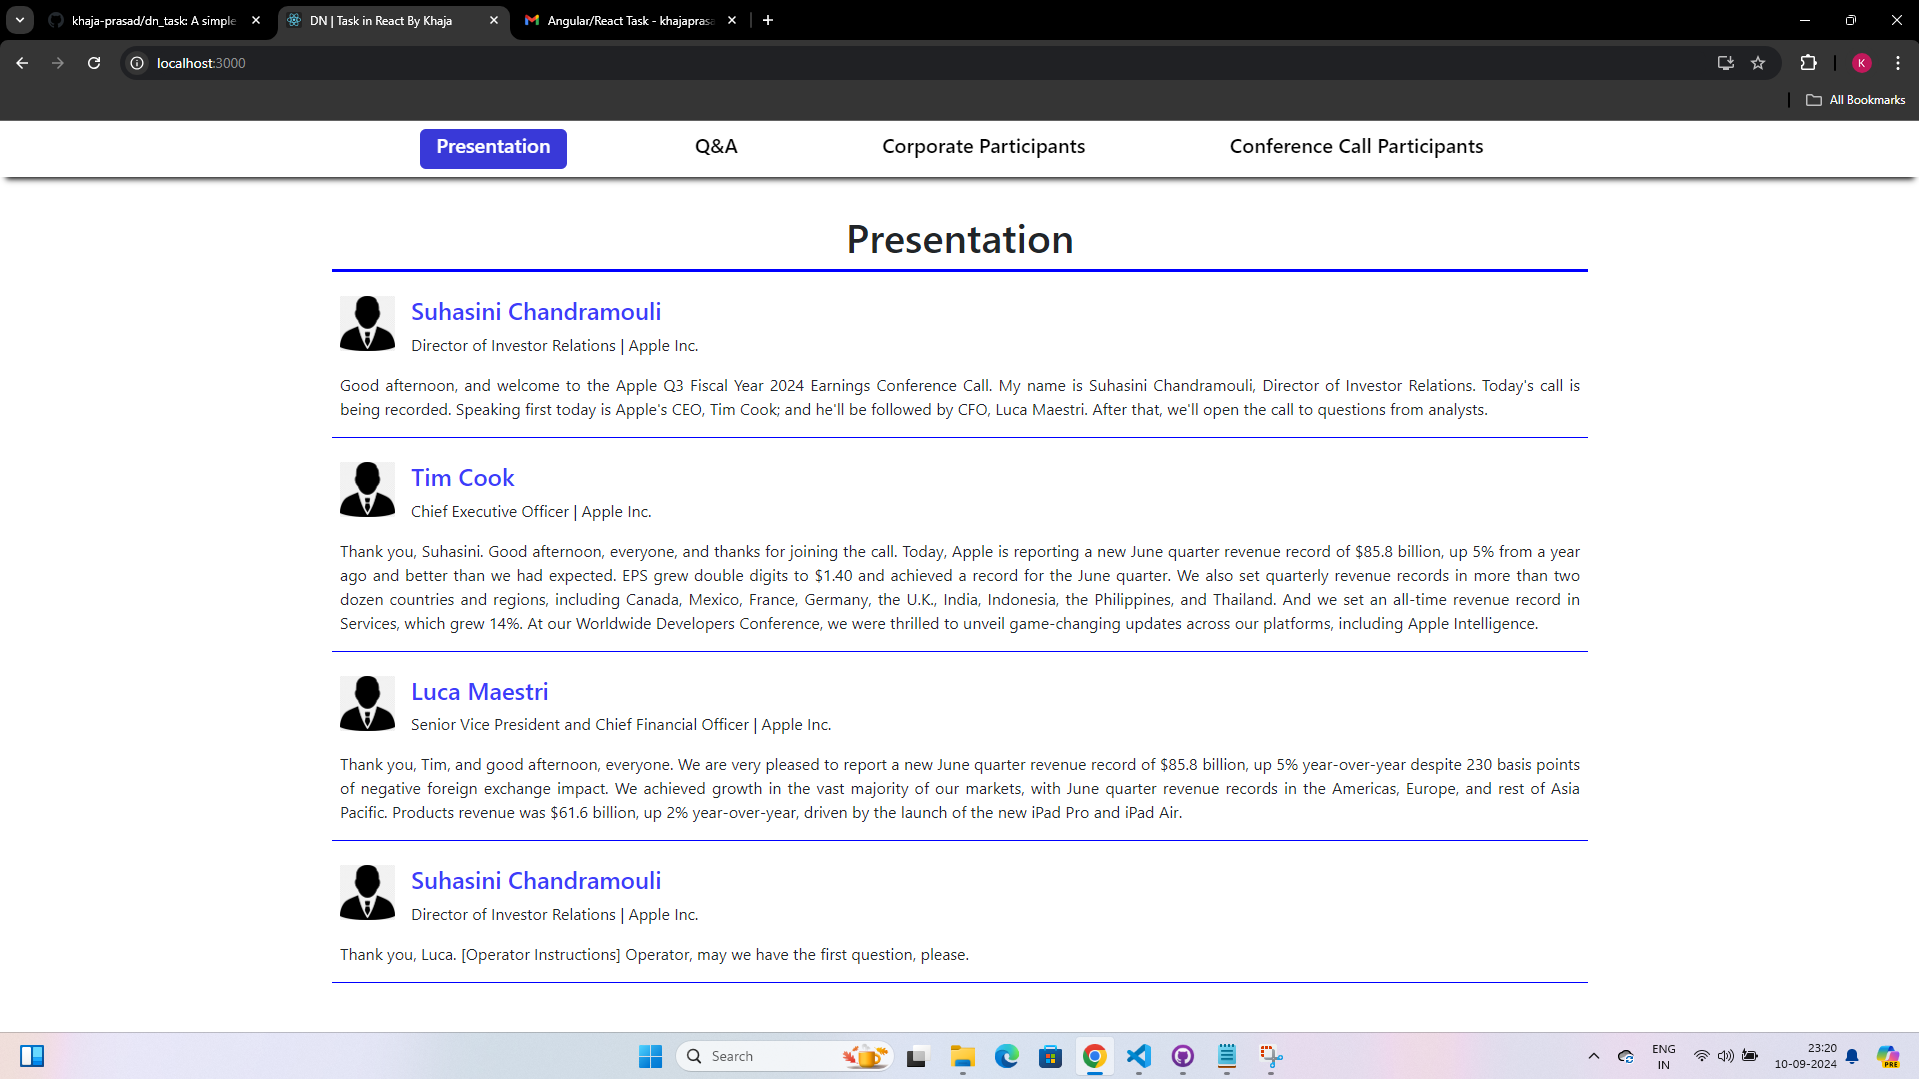 khaja-prasad/dn_task: A simple
DN | Task in React By Khaja
Angular/React Task - khajapras
localhost:3000
K
All Bookmarks
Presentation
Q&A
Corporate Participants
Conference Call Participants
Presentation
Suhasini Chandramouli
Director of Investor Relations | Apple Inc.
Good afternoon, and welcome to the Apple Q3 Fiscal Year 2024 Earnings Conference Call. My name is Suhasini Chandramouli, Director of Investor Relations. Today's call is
being recorded. Speaking first today is Apple's CEO, Tim Cook; and he'll be followed by CFO, Luca Maestri. After that, we'll open the call to questions from analysts.
Tim Cook
Chief Executive Officer | Apple Inc.
Thank you, Suhasini. Good afternoon, everyone, and thanks for joining the call. Today, Apple is reporting a new June quarter revenue record of $85.8 billion, up 5% from a year
ago and better than we had expected. EPS grew double digits to $1.40 and achieved a record for the June quarter. We also set quarterly revenue records in more than two
dozen countries and regions, including Canada, Mexico, France, Germany, the U.K., India, Indonesia, the Philippines, and Thailand. And we set an all-time revenue record in
Services, which grew 14%. At our Worldwide Developers Conference, we were thrilled to unveil game-changing updates across our platforms, including Apple Intelligence.
Luca Maestri
Senior Vice President and Chief Financial Officer | Apple Inc.
Thank you, Tim, and good afternoon, everyone. We are very pleased to report a new June quarter revenue record of $85.8 billion, up 5% year-over-year despite 230 basis points
of negative foreign exchange impact. We achieved growth in the vast majority of our markets, with June quarter revenue records in the Americas, Europe, and rest of Asia
Pacific. Products revenue was $61.6 billion, up 2% year-over-year, driven by the launch of the new iPad Pro and iPad Air.
Suhasini Chandramouli
Director of Investor Relations | Apple Inc.
Thank you, Luca. [Operator Instructions] Operator, may we have the first question, please.
Search
ENG
IN
23:20
10-09-2024
PRE